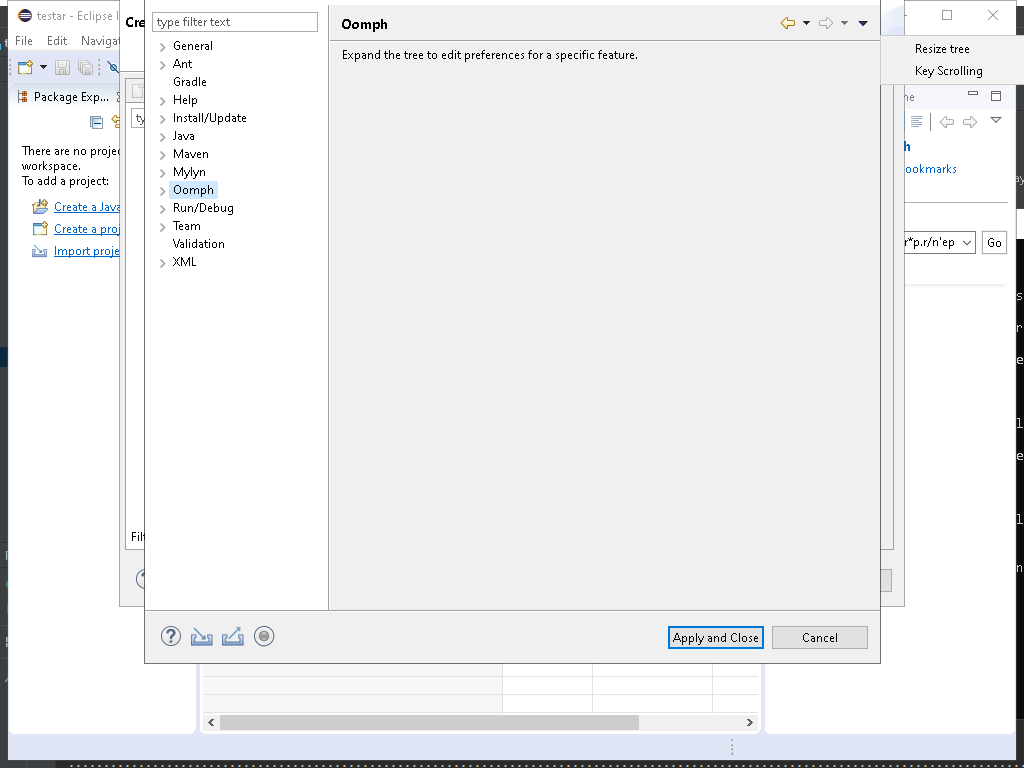 testar - Eclipse I
File Edit Navigat
Package Exp...
There are no projec
workspace.
To add a project:
Create a Java
Create a proj
Import proje
Cre
ty
Filt
type filter text
General
Ant
Gradle
Help
Install/Update
Java
Maven
Mylyn
Oomph
Run/Debug
Team
Validation
XML
Oomph
Expand the tree to edit preferences for a specific feature.
Apply and Close
Cancel
Resize tree
Key Scrolling
ne
h
ookmarks
r*p.r/n'ep
Go